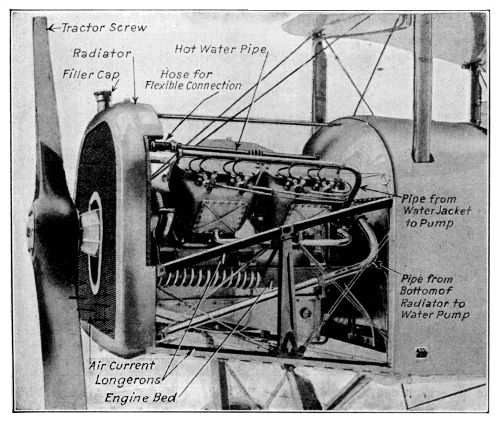 Tractor Screw
Radiator
Filler Cap
Hot Water Pipe
Hose for
Flexible Connection
Pipe from
Water Jacket
to Pump
Pipe from
Bottom of
Radiator to
Water Pump
Air Current
Longerons
Engine Bed